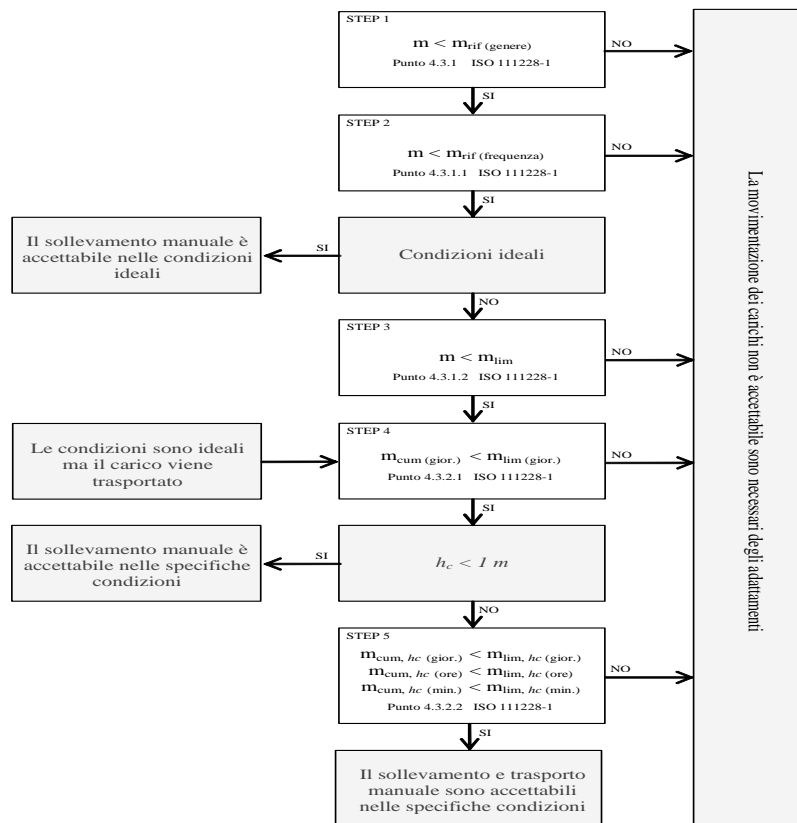 STEP 1
m < mrif (genere)
Punto 4.3.1 ISO 111228-1
NO
SI
STEP 2
m < mrif (frequenza)
Punto 4.3.1.1 ISO 111228-1
NO
SI
Il sollevamento manuale è
accettabile nelle condizioni
ideali
SI
Condizioni ideali
NO
STEP 3
m < mlim
Punto 4.3.1.2 ISO 111228-1
NO
SI
Le condizioni sono ideali
ma il carico viene
trasportato
STEP 4
mcum (gior.) < mlim (gior.)
Punto 4.3.2.1 ISO 111228-1
NO
SI
Il sollevamento manuale è
accettabile nelle specifiche
condizioni
SI
hc < 1 m
NO
STEP 5
mcum, hc (gior.) < mlim, hc (gior.)
mcum, hc (ore) < mlim, hc (ore)
mcum, hc (min.) < mlim, hc (min.)
Punto 4.3.2.2 ISO 111228-1
NO
SI
Il sollevamento e trasporto
manuale sono accettabili
nelle specifiche condizioni
La movimentazione dei carichi non è accettabile sono necessari degli adattamenti